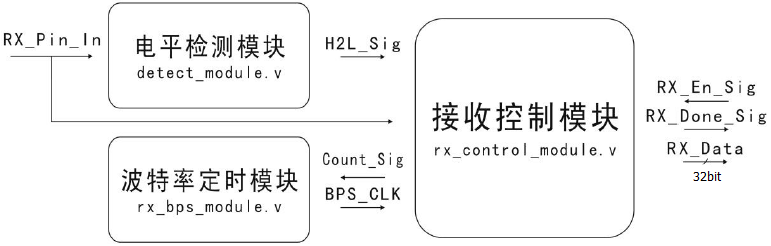 RX_Pin_In
电平检测模块
detect_module.v
H2L_Sig
接收控制模块
rx_control_module.v
RX_En_Sig
RX_Done_Sig
RX_Data
32bit
波特率定时模块
rx_bps_module.v
Count_Sig
BPS_CLK